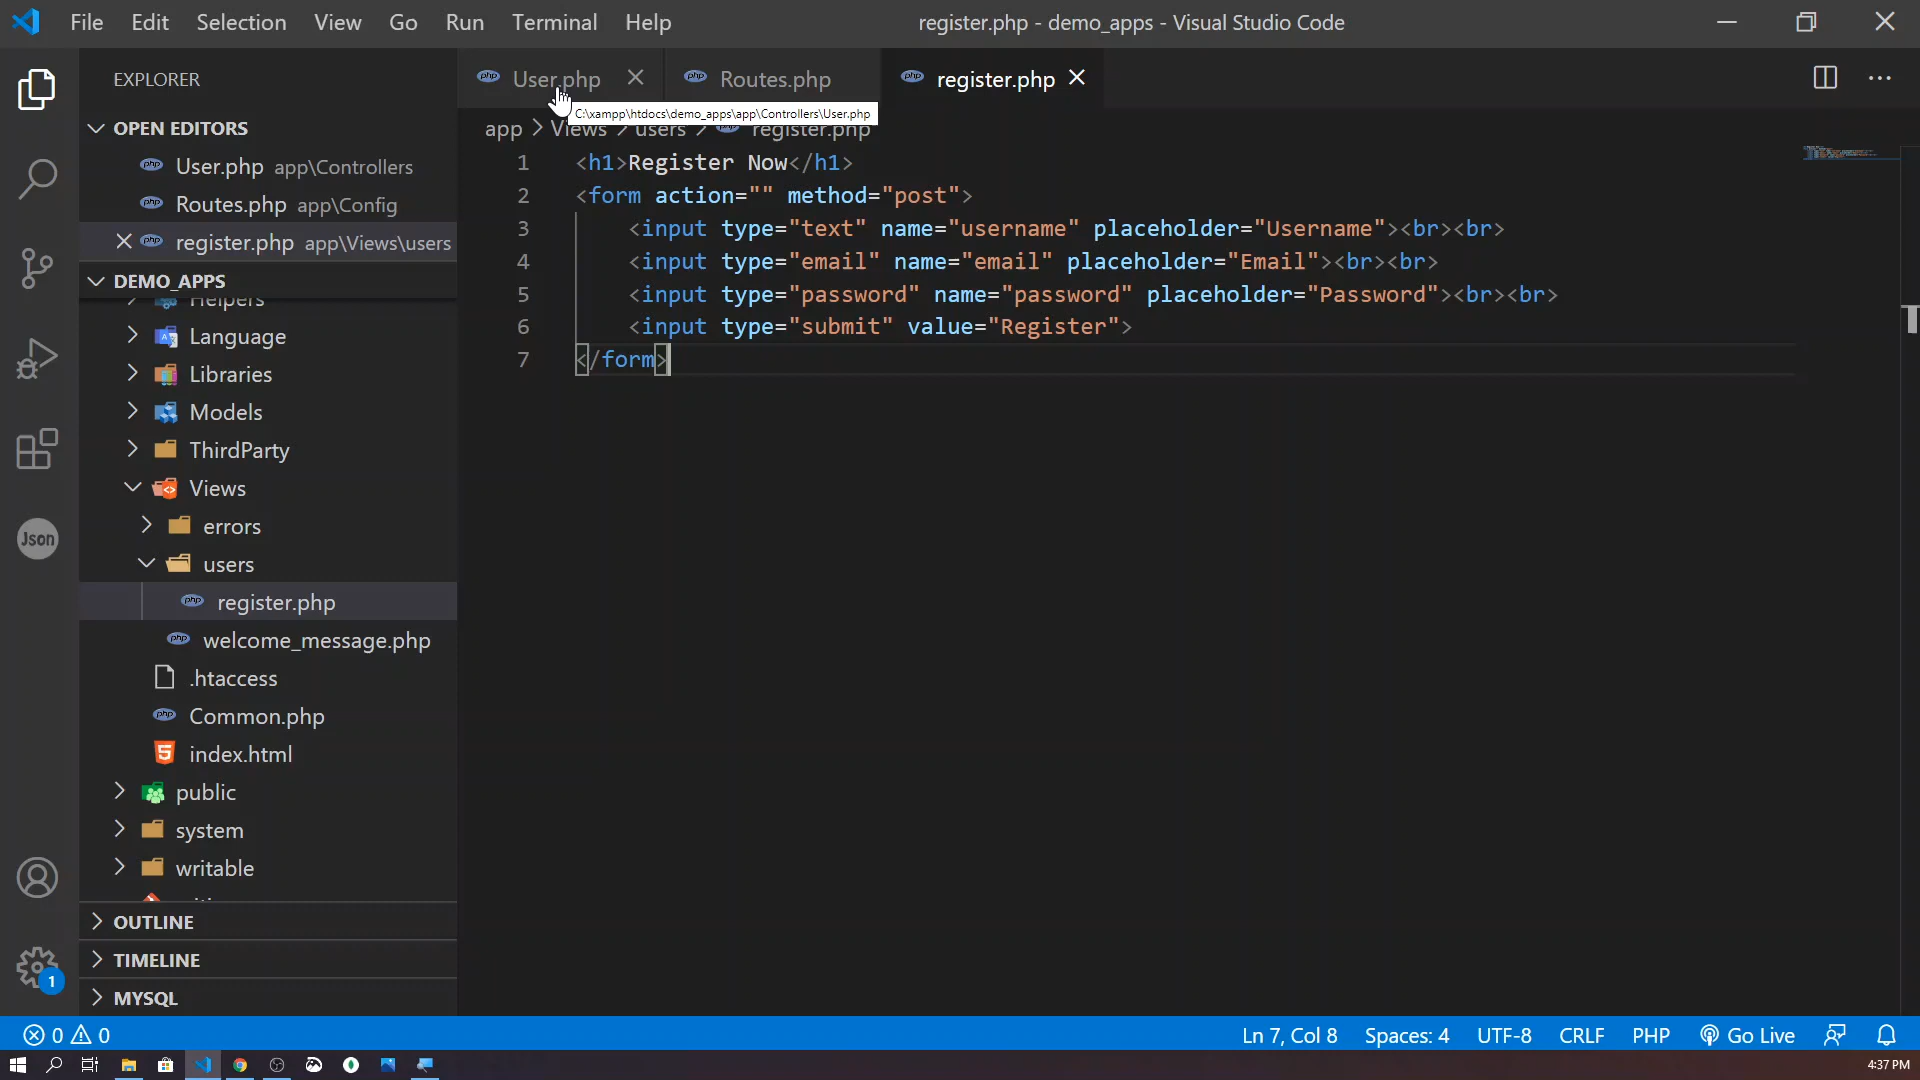 File Edit Selection View Go Run Terminal Help
register.php - demo_apps - Visual Studio Code
EXPLORER
OPEN EDITORS
User.php app\Controllers
Routes.php app\Config
register.php app\Views\users
DEMO_APPS
Helpers
Language
Libraries
Models
ThirdParty
Views
errors
users
register.php
welcome_message.php
.htaccess
Common.php
index.html
public
system
writable
OUTLINE
TIMELINE
MYSQL
Json
1
User.php
Routes.php
register.php
C:\xampp\htdocs\demo_apps\app\Controllers\User.php
app > Views > users > register.php
1 <h1>Register Now</h1>
2 <form action="" method="post">
3 <input type="text" name="username" placeholder="Username"><br><br>
4 <input type="email" name="email" placeholder="Email"><br><br>
5 <input type="password" name="password" placeholder="Password"><br><br>
6 <input type="submit" value="Register">
7 </form>
0 0
Ln 7, Col 8 Spaces: 4 UTF-8 CRLF PHP Go Live
4:37 PM